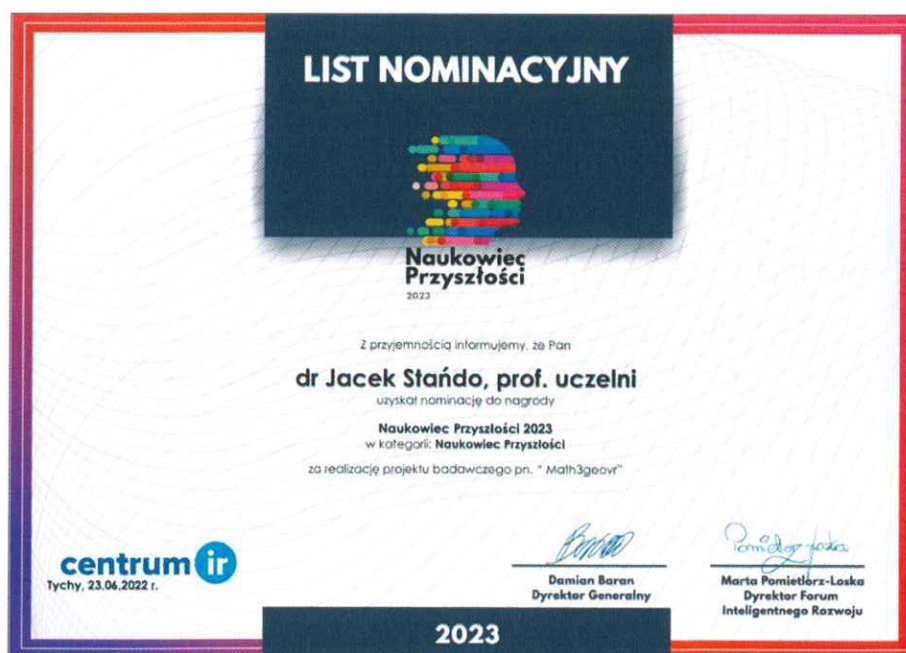 LIST NOMINACYJNY
Naukowiec
Przyszłości
2023
Z przyjemnością informujemy, że Pan
dr Jacek Stańdo, prof. uczelni
uzyskał nominację do nagrody
Naukowiec Przyszłości 2023
w kategorii: Naukowiec Przyszłości
za realizację projektu badawczego pn. " Math3geovr"
centrum ir
Tychy, 23.06.2022 r.
Damian Baran
Dyrektor Generalny
Pomietlorz-Loska
Marta Pomietlorz-Loska
Dyrektor Forum
Inteligentnego Rozwoju
2023